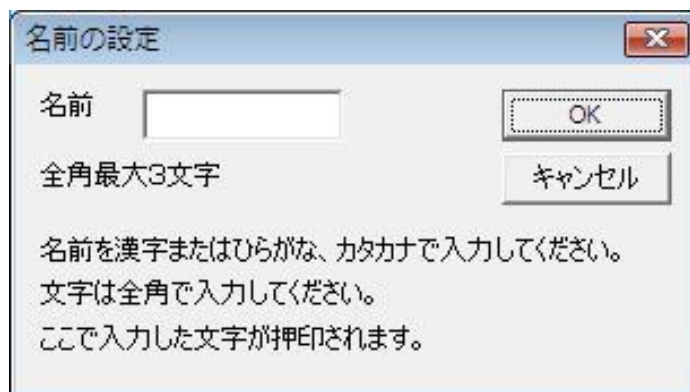 名前の設定
名前
OK
全角最大3文字
キャンセル
名前を漢字またはひらがな、カタカナで入力してください。
文字は全角で入力してください。
ここで入力した文字が押印されます。